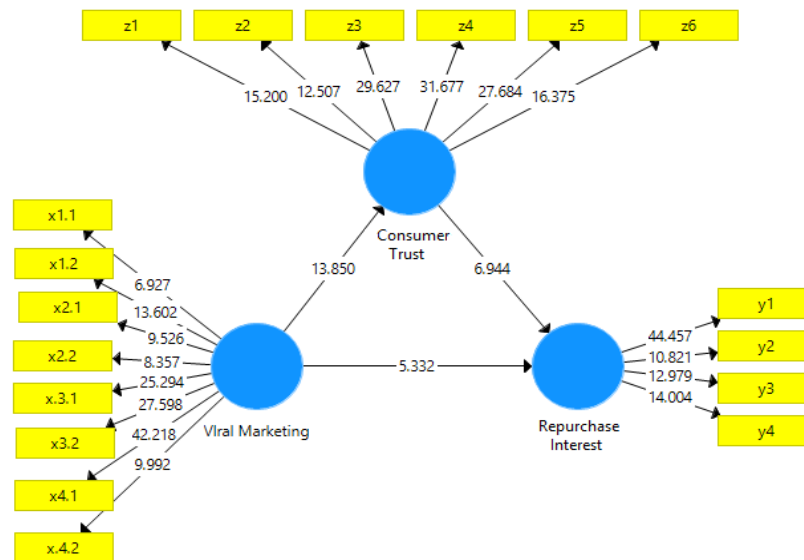 z1
z2
z3
z4
z5
z6
15.200
12.507
29.627
31.677
27.684
16.375
Consumer
Trust
x1.1
x1.2
x2.1
x2.2
x.3.1
x3.2
x4.1
x.4.2
6.927
13.602
9.526
8.357
25.294
27.598
42.218
9.992
VIral Marketing
13.850
6.944
5.332
Repurchase
Interest
44.457
10.821
12.979
14.004
y1
y2
y3
y4